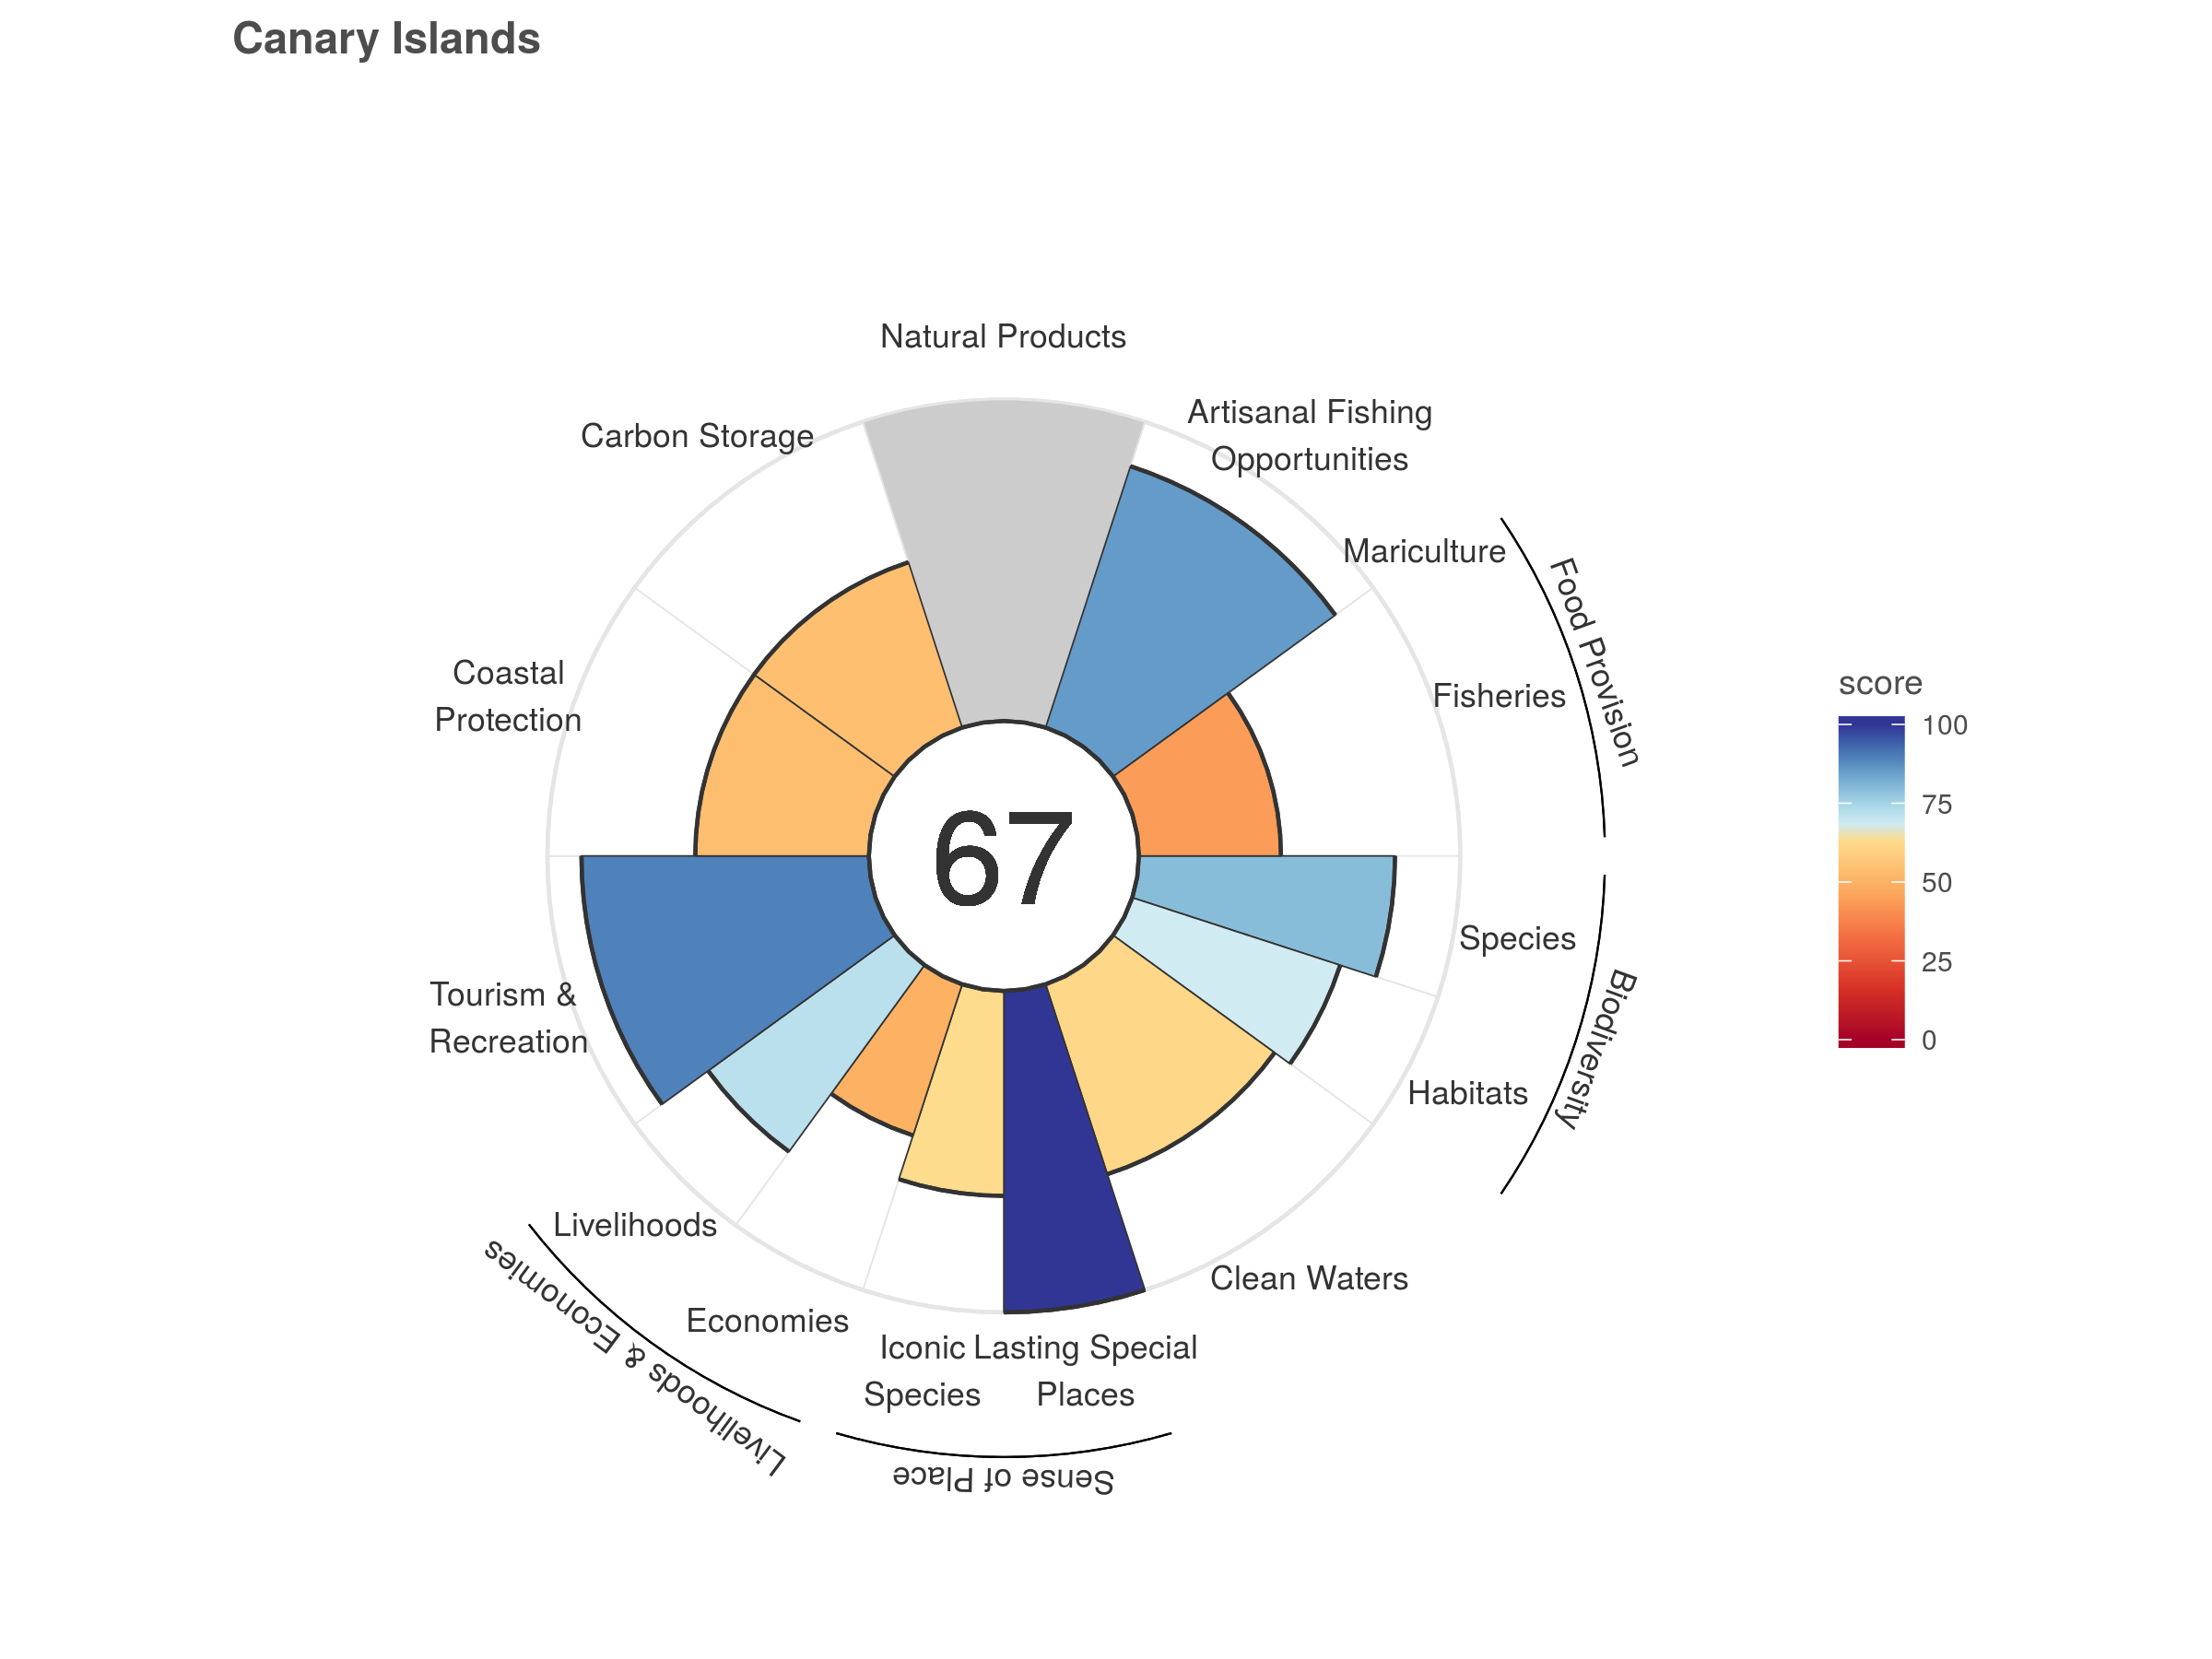 Canary Islands
Natural Products
Artisanal Fishing
Opportunities
Carbon Storage
Mariculture
Food Provision
Fisheries
Coastal
Protection
67
score
100
75
50
25
0
Species
Biodiversity
Habitats
Tourism &
Recreation
Livelihoods
Livelihoods & Economies
Economies
Clean Waters
Iconic
Species
Lasting Special
Places
Sense of Place